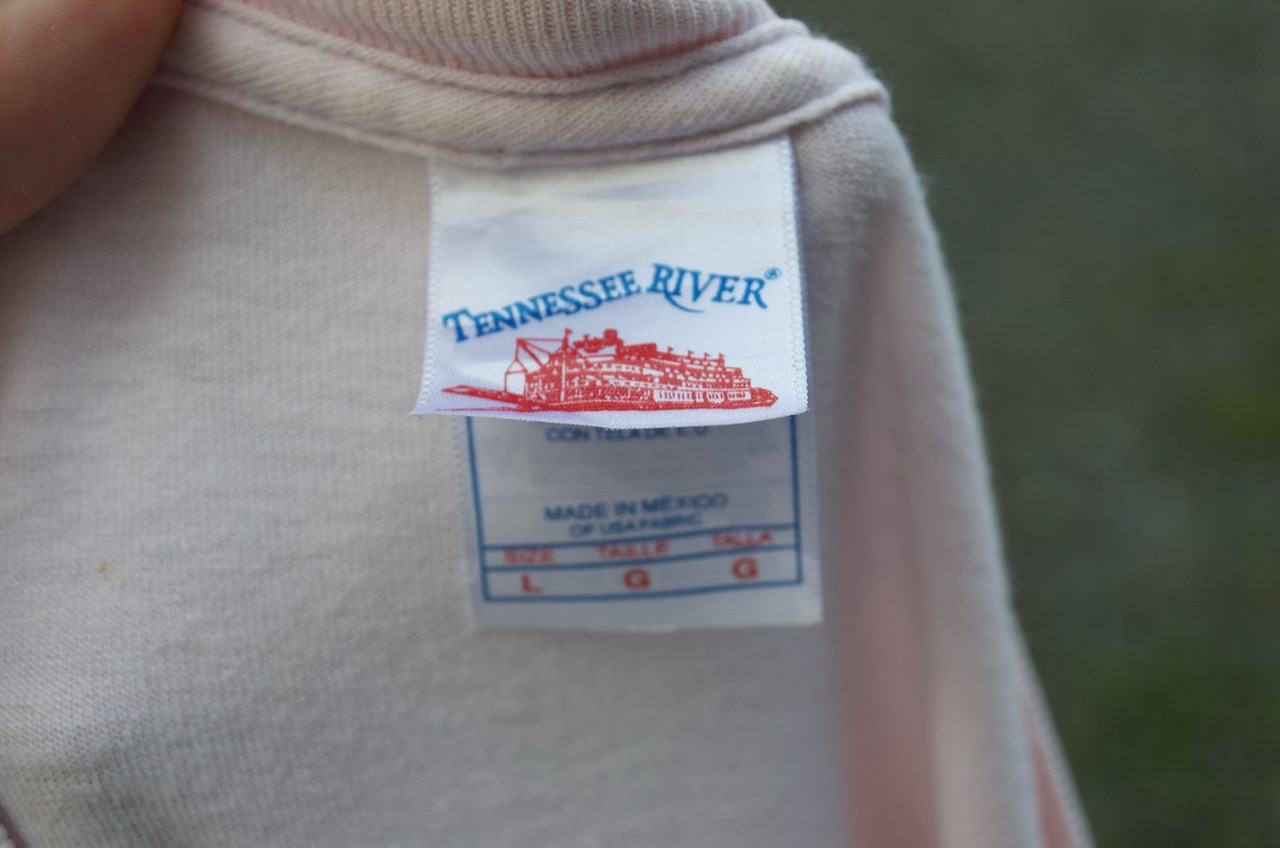 TENNESSEE RIVER®
CON TELA DE E.U
MADE IN MEXICO
OF USA FABRIC
SIZE TAILLE TALLA
L G G